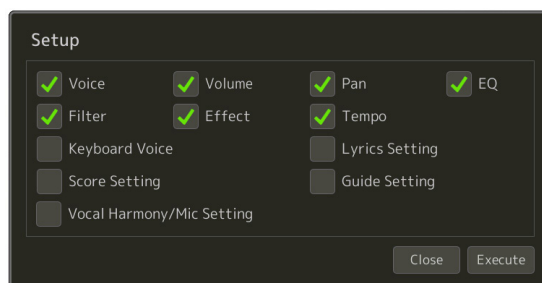 Setup
Voice Volume Pan EQ
Filter Effect Tempo
Keyboard Voice Lyrics Setting
Score Setting Guide Setting
Vocal Harmony/Mic Setting
Close Execute